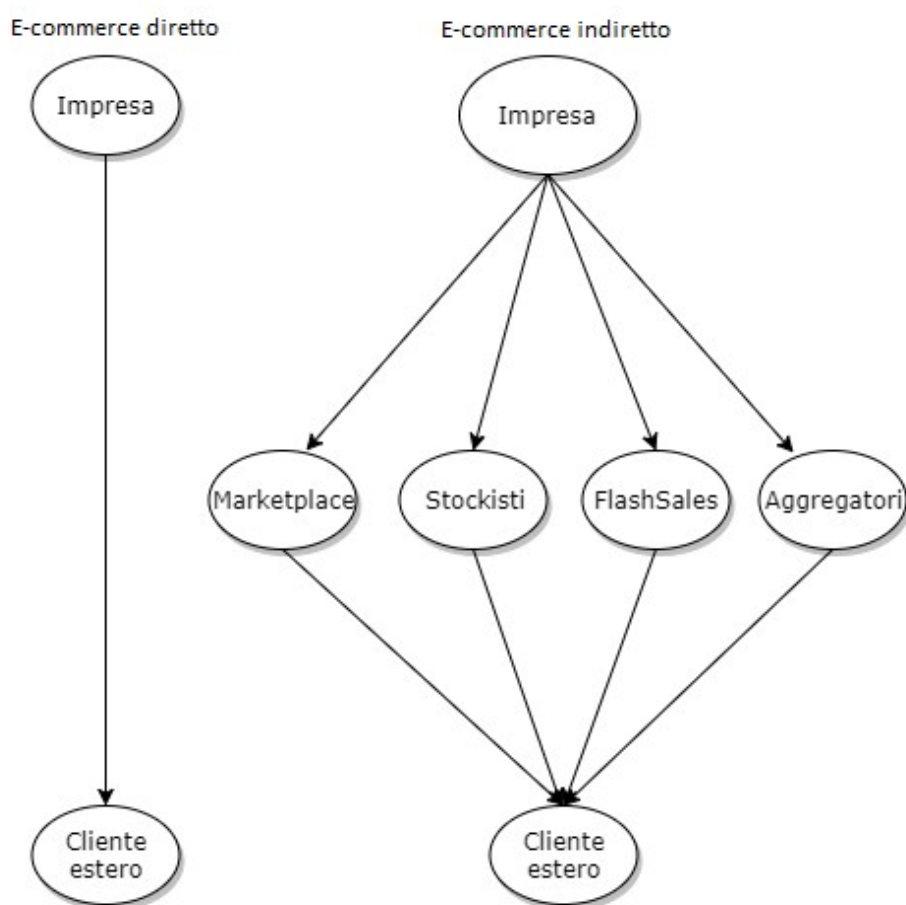 E-commerce diretto
E-commerce indiretto
Impresa
Impresa
Marketplace
Stockisti
FlashSales
Aggregatori
Cliente
estero
Cliente
estero